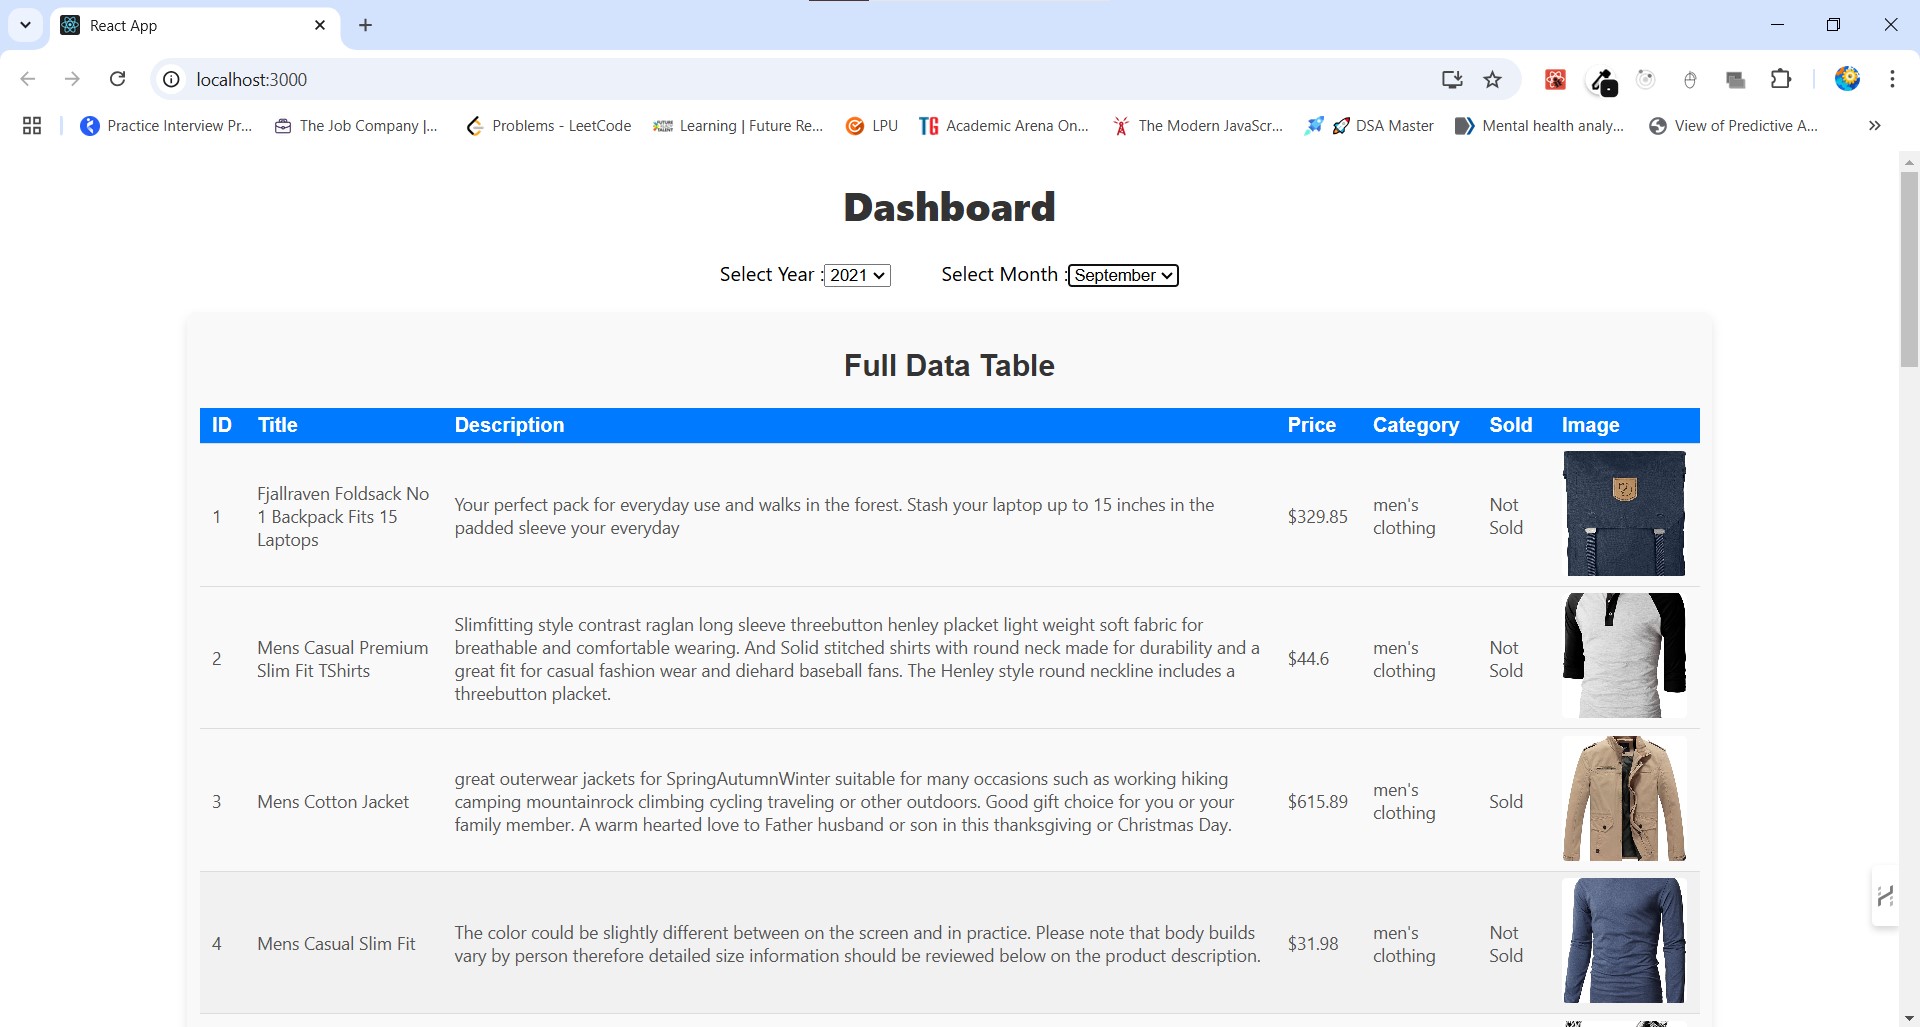 React App
localhost:3000
Practice Interview Pr...
The Job Company |...
Problems - LeetCode
Learning | Future Re...
LPU
TG Academic Arena On...
The Modern JavaScr...
DSA Master
Mental health analy...
View of Predictive A...
Dashboard
Select Year : 2021
Select Month : September
Full Data Table
ID Title Description Price Category Sold Image
1
Fjallraven Foldsack No
1 Backpack Fits 15
Laptops
Your perfect pack for everyday use and walks in the forest. Stash your laptop up to 15 inches in the
padded sleeve your everyday
$329.85
men's
clothing
Not
Sold
2
Mens Casual Premium
Slim Fit TShirts
Slimfitting style contrast raglan long sleeve threebutton henley placket light weight soft fabric for
breathable and comfortable wearing. And Solid stitched shirts with round neck made for durability and a
great fit for casual fashion wear and diehard baseball fans. The Henley style round neckline includes a
threebutton placket.
$44.6
men's
clothing
Not
Sold
3
Mens Cotton Jacket
great outerwear jackets for SpringAutumnWinter suitable for many occasions such as working hiking
camping mountainrock climbing cycling traveling or other outdoors. Good gift choice for you or your
family member. A warm hearted love to Father husband or son in this thanksgiving or Christmas Day.
$615.89
men's
clothing
Sold
4
Mens Casual Slim Fit
The color could be slightly different between on the screen and in practice. Please note that body builds
vary by person therefore detailed size information should be reviewed below on the product description.
$31.98
men's
clothing
Not
Sold